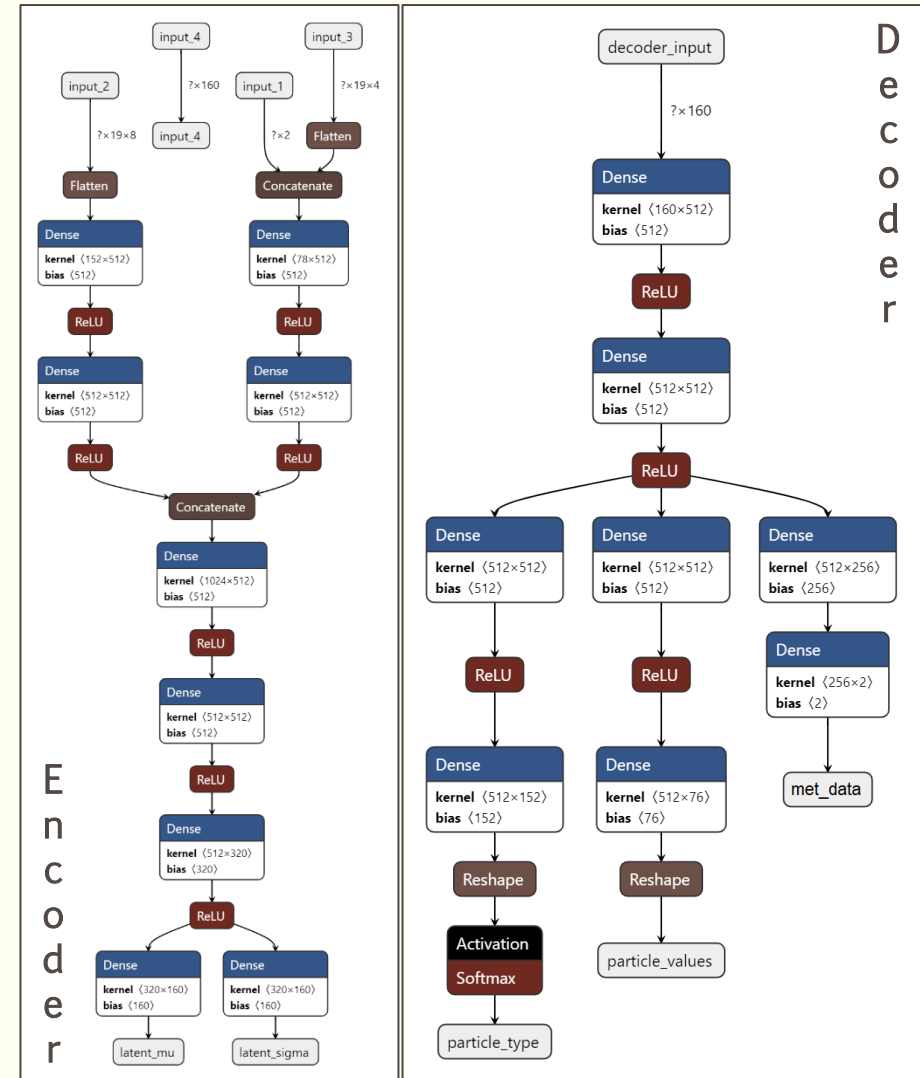 input_4
input_3
input_2
input_1
?×160
?×19×4
?×19×8
input_4
?×2
Flatten
Flatten
Concatenate
Dense
kernel ⟨152×512⟩
bias ⟨512⟩
Dense
kernel ⟨78×512⟩
bias ⟨512⟩
ReLU
ReLU
Dense
kernel ⟨512×512⟩
bias ⟨512⟩
Dense
kernel ⟨512×512⟩
bias ⟨512⟩
ReLU
ReLU
Concatenate
Dense
kernel ⟨1024×512⟩
bias ⟨512⟩
ReLU
Dense
kernel ⟨512×512⟩
bias ⟨512⟩
ReLU
Dense
kernel ⟨512×320⟩
bias ⟨320⟩
ReLU
Dense
kernel ⟨320×160⟩
bias ⟨160⟩
Dense
kernel ⟨320×160⟩
bias ⟨160⟩
latent_mu
latent_sigma
Encoder
decoder_input
?×160
Dense
kernel ⟨160×512⟩
bias ⟨512⟩
ReLU
Dense
kernel ⟨512×512⟩
bias ⟨512⟩
ReLU
Dense
kernel ⟨512×512⟩
bias ⟨512⟩
Dense
kernel ⟨512×512⟩
bias ⟨512⟩
Dense
kernel ⟨512×256⟩
bias ⟨256⟩
ReLU
ReLU
Dense
kernel ⟨256×2⟩
bias ⟨2⟩
Dense
kernel ⟨512×152⟩
bias ⟨152⟩
Dense
kernel ⟨512×76⟩
bias ⟨76⟩
met_data
Reshape
Reshape
Activation
Softmax
particle_values
particle_type
Decoder